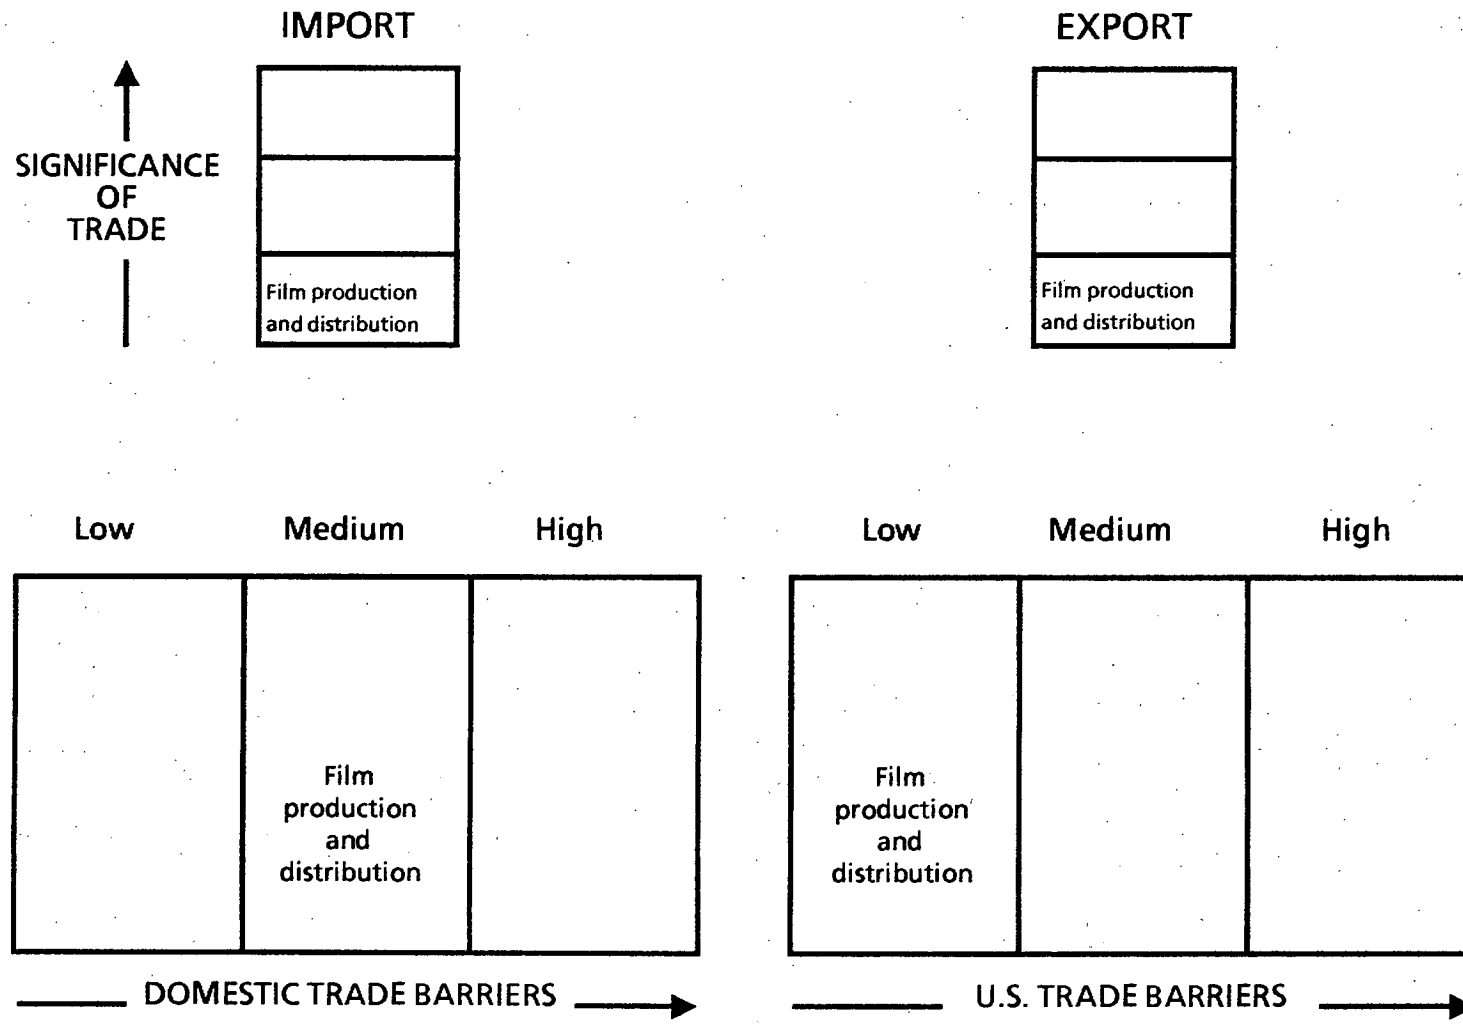 IMPORT
EXPORT
SIGNIFICANCE
OF
TRADE
Film production
and distribution
Film production
and distribution
Low Medium High
Low Medium High
Film
production
and
distribution
Film
production
and
distribution
DOMESTIC TRADE BARRIERS
U.S. TRADE BARRIERS